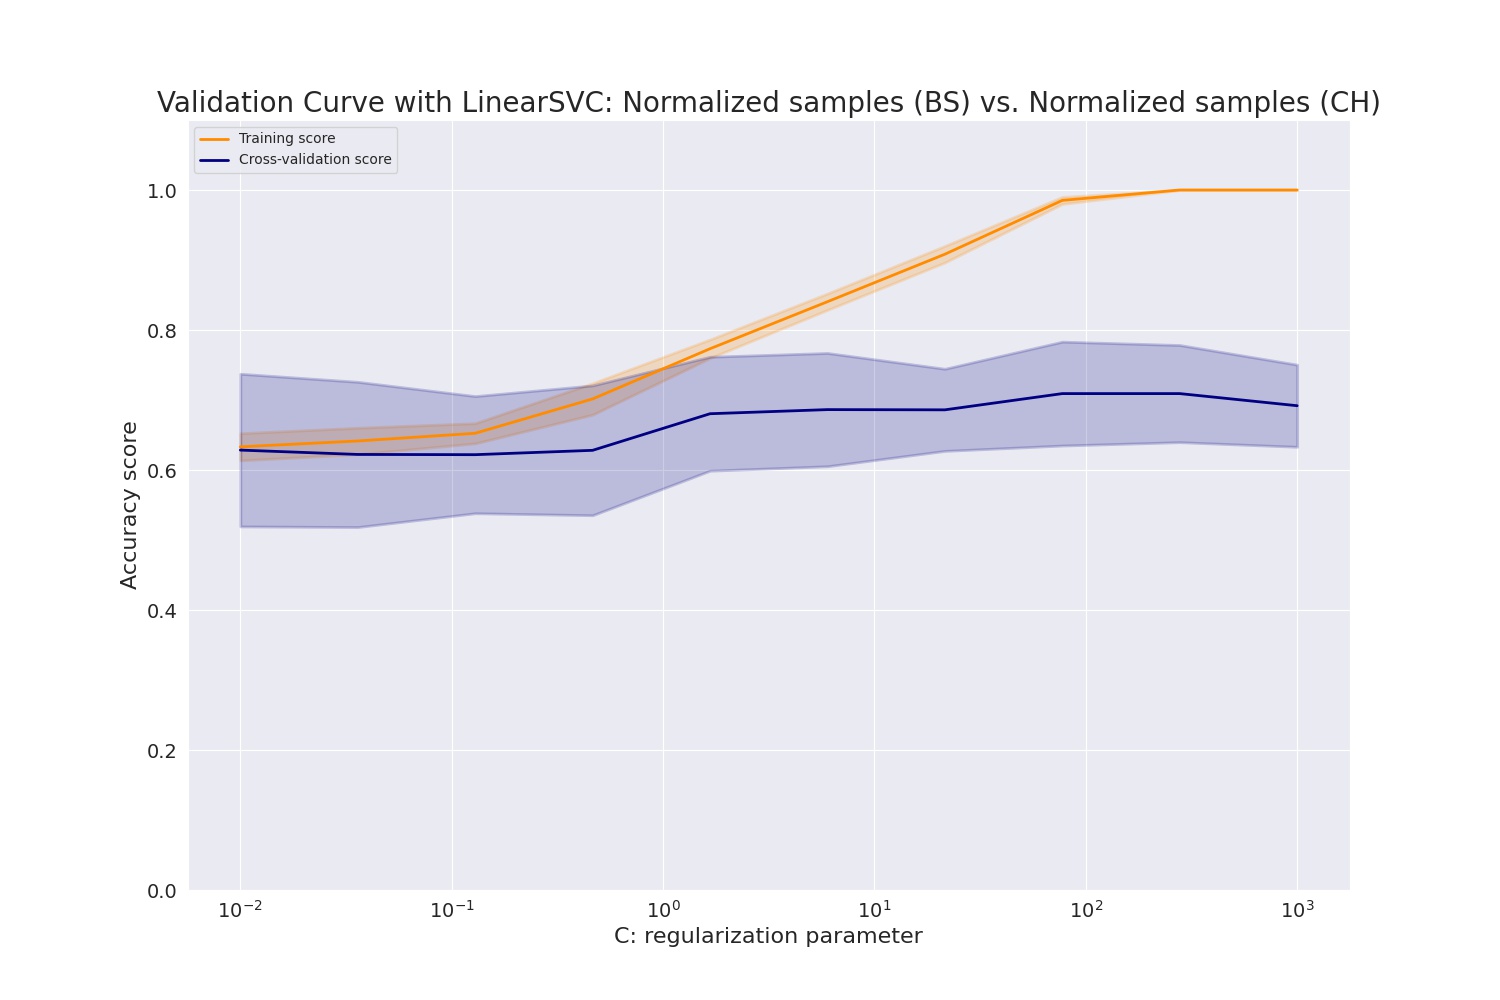 Validation Curve with LinearSVC: Normalized samples (BS) vs. Normalized samples (CH)
Training score
Cross-validation score
1.0
0.8
0.6
0.4
0.2
0.0
Accuracy score
10⁻² 10⁻¹ 10⁰ 10¹ 10² 10³
C: regularization parameter